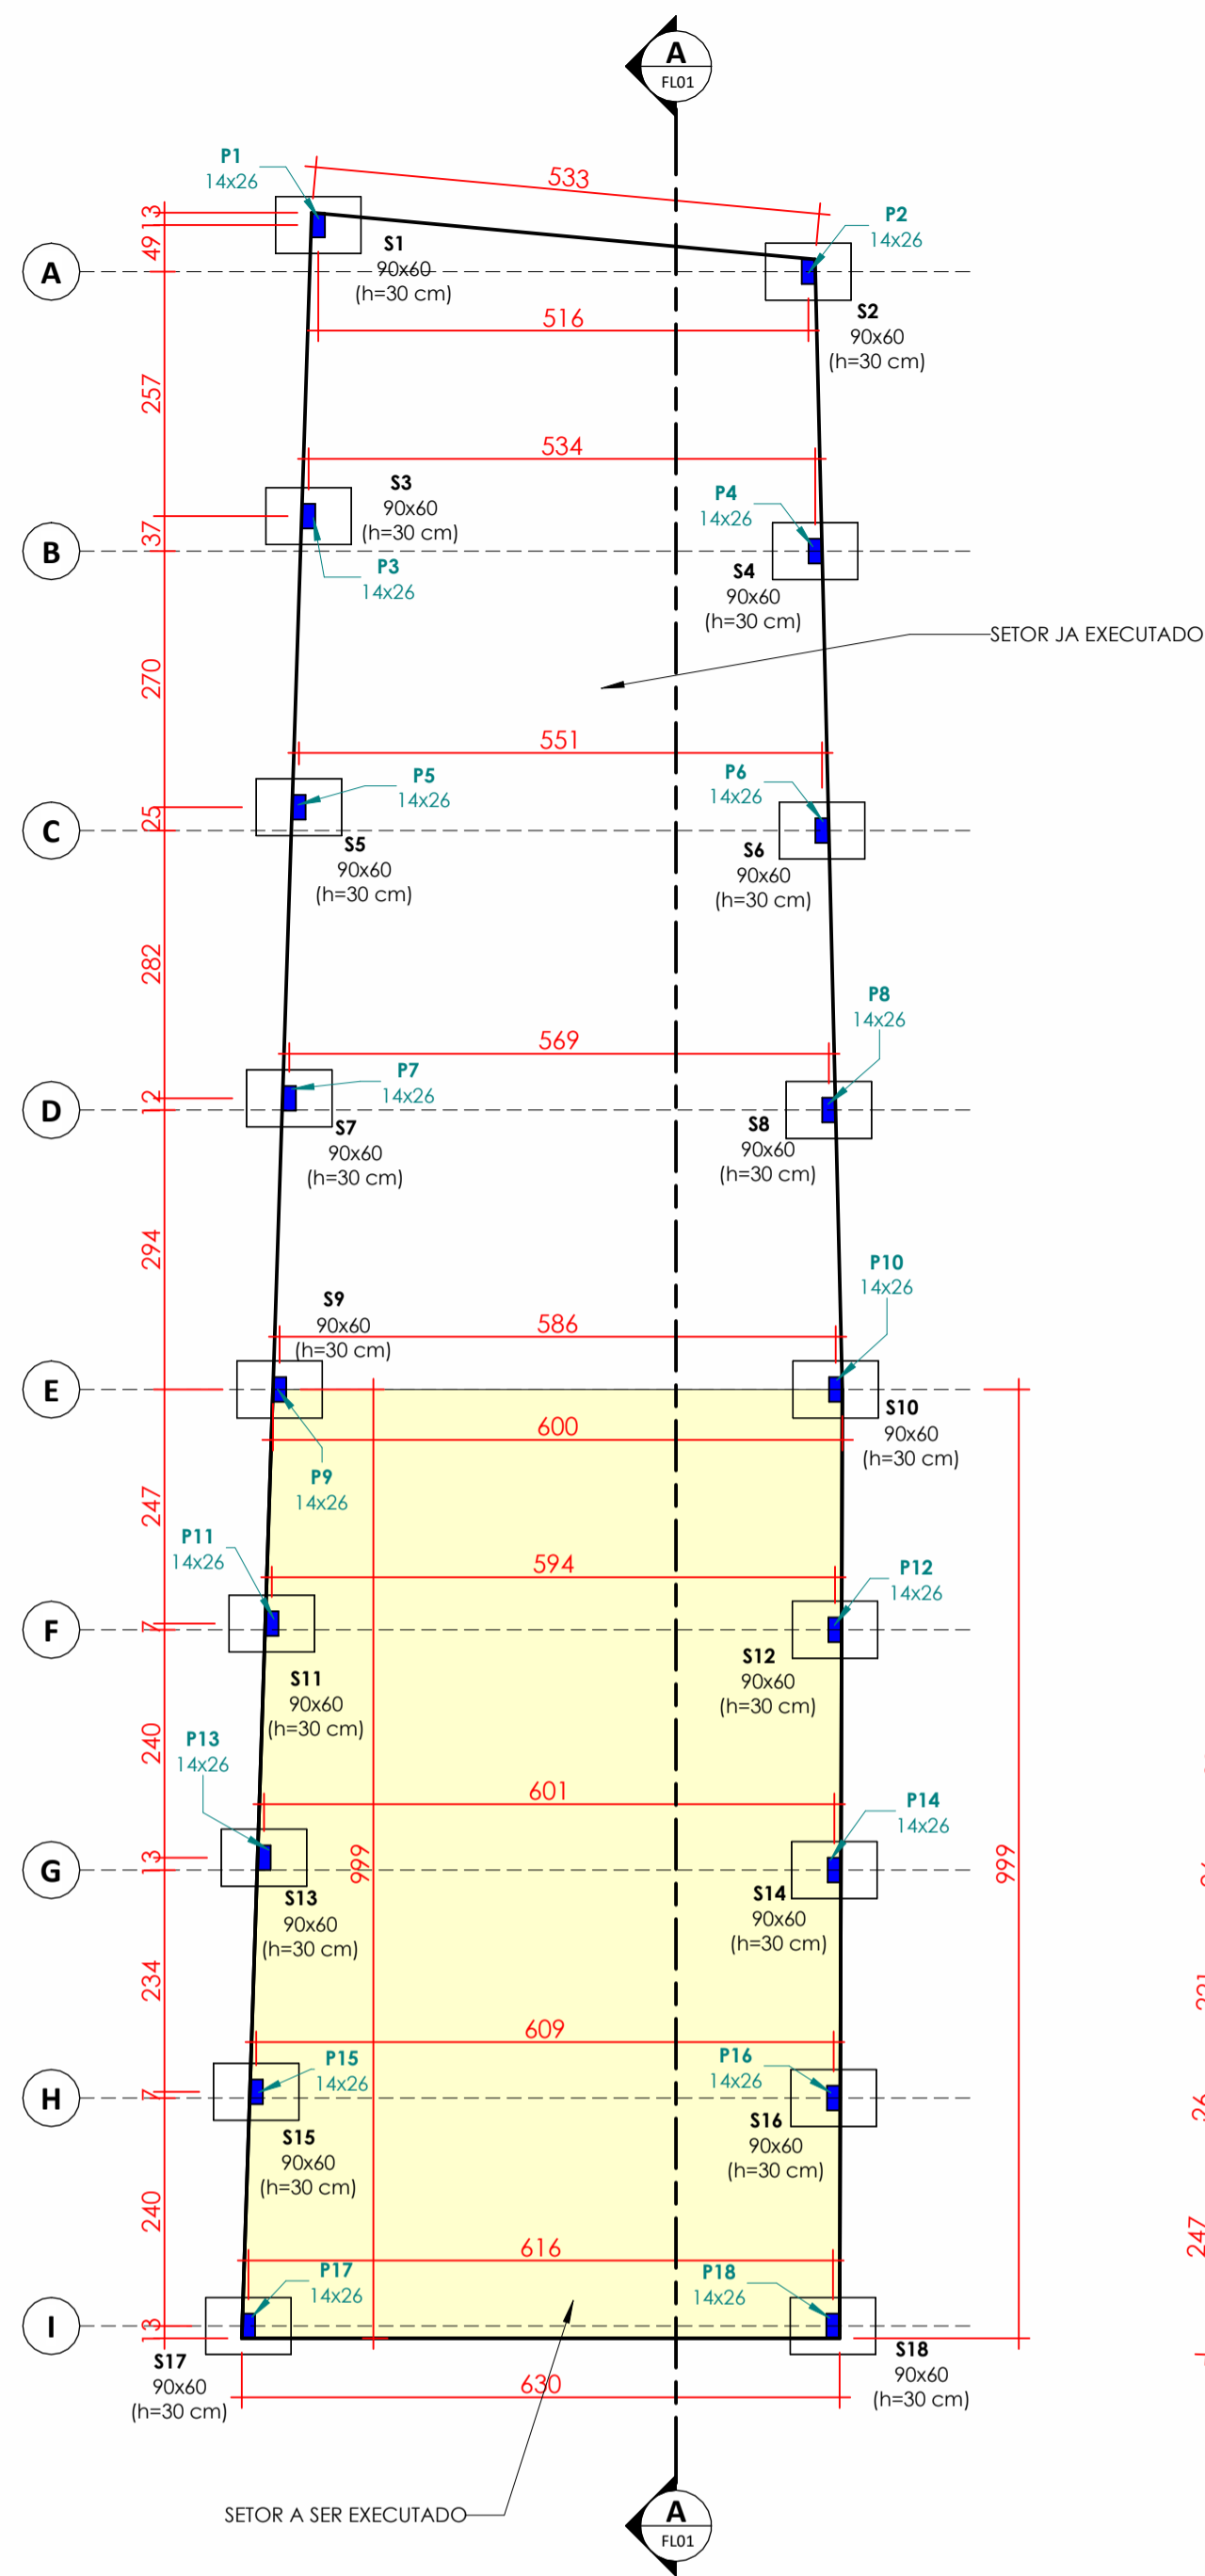 A
FL01
P1
14x26
533
P2
14x26
13
49
S1
90x60
(h=30 cm)
A
S2
90x60
(h=30 cm)
516
257
534
S3
90x60
(h=30 cm)
P4
14x26
37
B
P3
14x26
S4
90x60
(h=30 cm)
SETOR JA EXECUTADO
270
551
P5
14x26
P6
14x26
25
C
S5
90x60
(h=30 cm)
S6
90x60
(h=30 cm)
282
P8
14x26
569
P7
14x26
12
D
S7
90x60
(h=30 cm)
S8
90x60
(h=30 cm)
294
P10
14x26
S9
90x60
(h=30 cm)
586
E
S10
90x60
(h=30 cm)
600
P9
14x26
247
P11
14x26
594
P12
14x26
7
F
S11
90x60
(h=30 cm)
S12
90x60
(h=30 cm)
240
P13
14x26
601
P14
14x26
13
G
999
999
S13
90x60
(h=30 cm)
S14
90x60
(h=30 cm)
234
609
P15
14x26
P16
14x26
7
H
S15
90x60
(h=30 cm)
S16
90x60
(h=30 cm)
240
247
616
P17
14x26
P18
14x26
13
I
S17
90x60
(h=30 cm)
S18
90x60
(h=30 cm)
630
SETOR A SER EXECUTADO
A
FL01